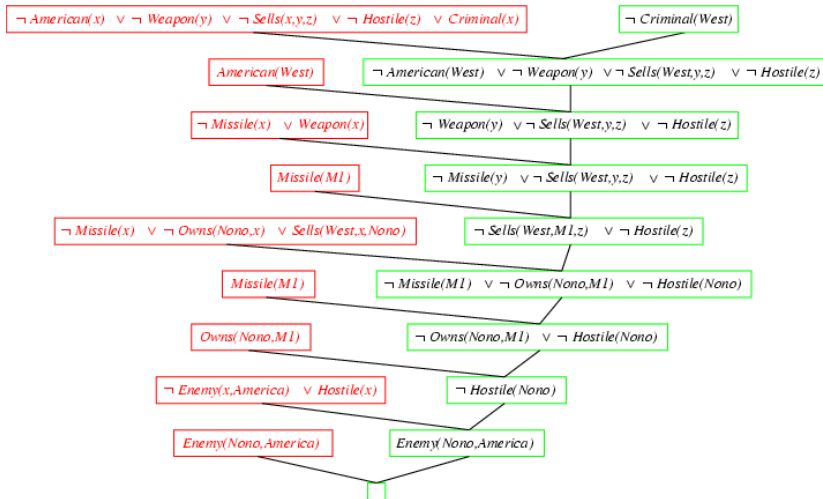 ¬ American(x) ∨ ¬ Weapon(y) ∨ ¬ Sells(x,y,z) ∨ ¬ Hostile(z) ∨ Criminal(x)
¬ Criminal(West)
American(West)
¬ American(West) ∨ ¬ Weapon(y) ∨ ¬ Sells(West,y,z) ∨ ¬ Hostile(z)
¬ Missile(x) ∨ Weapon(x)
¬ Weapon(y) ∨ ¬ Sells(West,y,z) ∨ ¬ Hostile(z)
Missile(M1)
¬ Missile(y) ∨ ¬ Sells(West,y,z) ∨ ¬ Hostile(z)
¬ Missile(x) ∨ ¬ Owns(Nono,x) ∨ Sells(West,x,Nono)
¬ Sells(West,M1,z) ∨ ¬ Hostile(z)
Missile(M1)
¬ Missile(M1) ∨ ¬ Owns(Nono,M1) ∨ ¬ Hostile(Nono)
Owns(Nono,M1)
¬ Owns(Nono,M1) ∨ ¬ Hostile(Nono)
¬ Enemy(x,America) ∨ Hostile(x)
¬ Hostile(Nono)
Enemy(Nono,America)
Enemy(Nono,America)